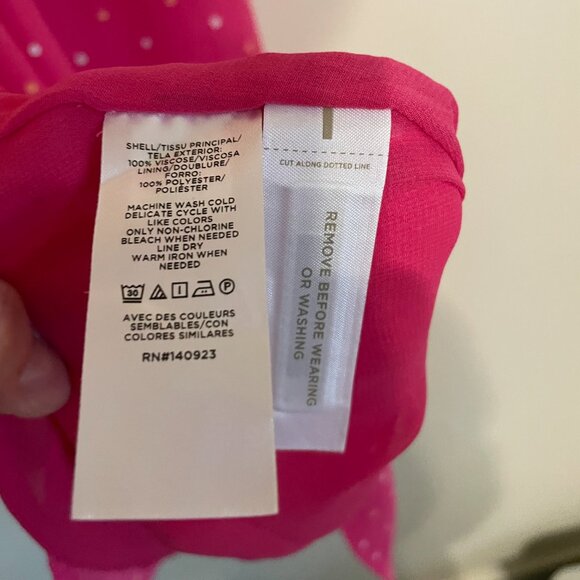 SHELL/TISSU PRINCIPAL/
TELA EXTERIOR:
100% VISCOSE/VISCOSA
LINING/DOUBLURE/
FORRO:
100% POLYESTER/
POLIÉSTER
MACHINE WASH COLD
DELICATE CYCLE WITH
LIKE COLORS
ONLY NON-CHLORINE
BLEACH WHEN NEEDED
LINE DRY
WARM IRON WHEN
NEEDED
30
P
AVEC DES COULEURS
SEMBLABLES/CON
COLORES SIMILARES
RN#140923
CUT ALONG DOTTED LINE
REMOVE BEFORE WEARING
OR WASHING